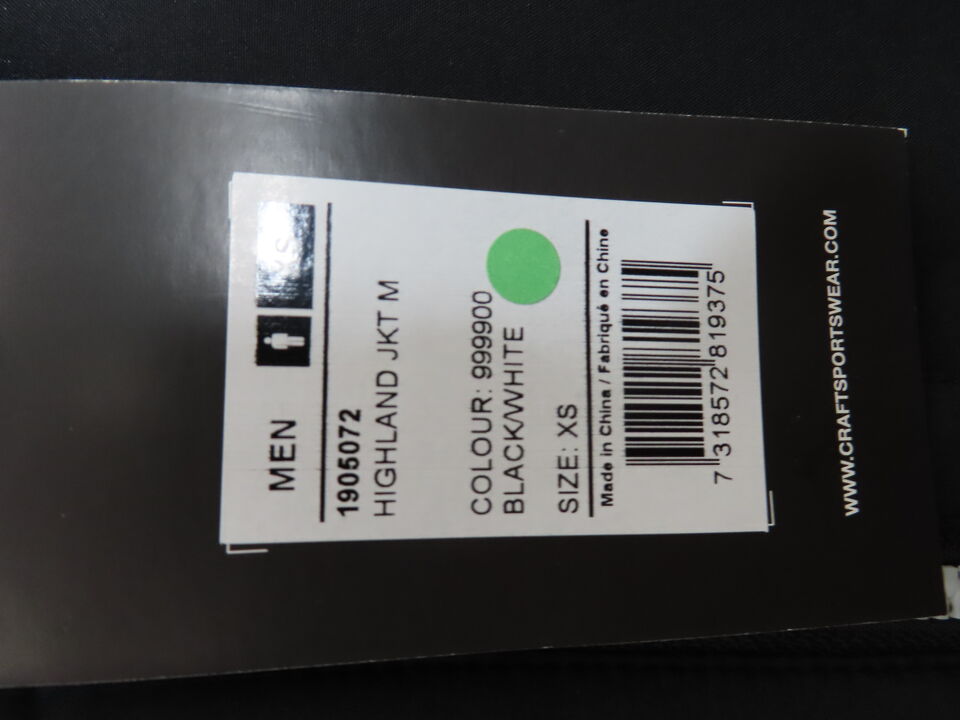 MEN
XS
1905072
HIGHLAND JKT M
COLOUR: 999900
BLACK/WHITE
SIZE: XS
Made in China / Fabriqué en Chine
7 318572 819375
WWW.CRAFTSPORTSWEAR.COM